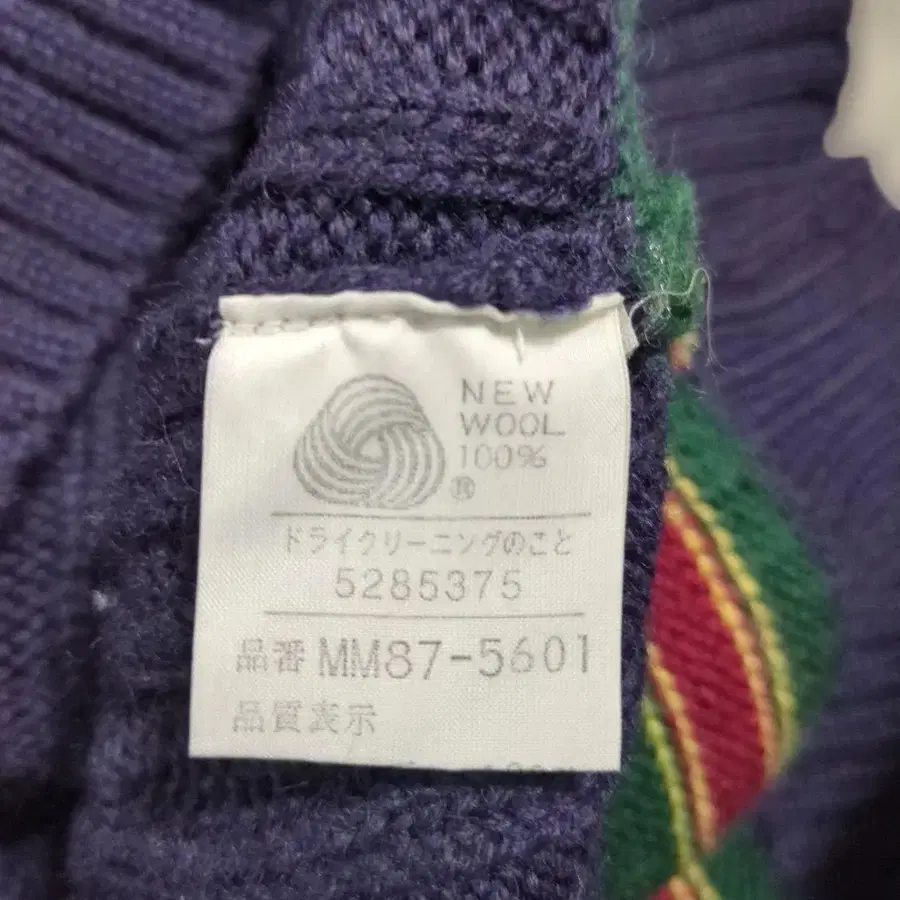 NEW
WOOL
100%
®
ドライクリーニングのこと
5285375
品番 MM87-5601
品質表示